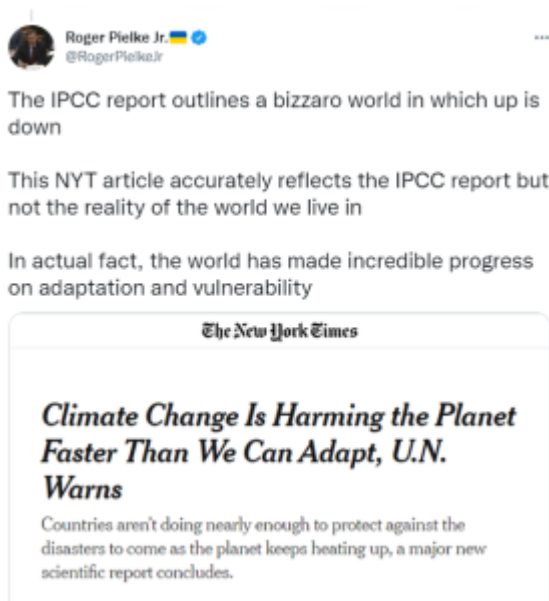 Roger Pielke Jr.
@RogerPielkeJr
The IPCC report outlines a bizzaro world in which up is
down
This NYT article accurately reflects the IPCC report but
not the reality of the world we live in
In actual fact, the world has made incredible progress
on adaptation and vulnerability
The New York Times
Climate Change Is Harming the Planet
Faster Than We Can Adapt, U.N.
Warns
Countries aren't doing nearly enough to protect against the
disasters to come as the planet keeps heating up, a major new
scientific report concludes.